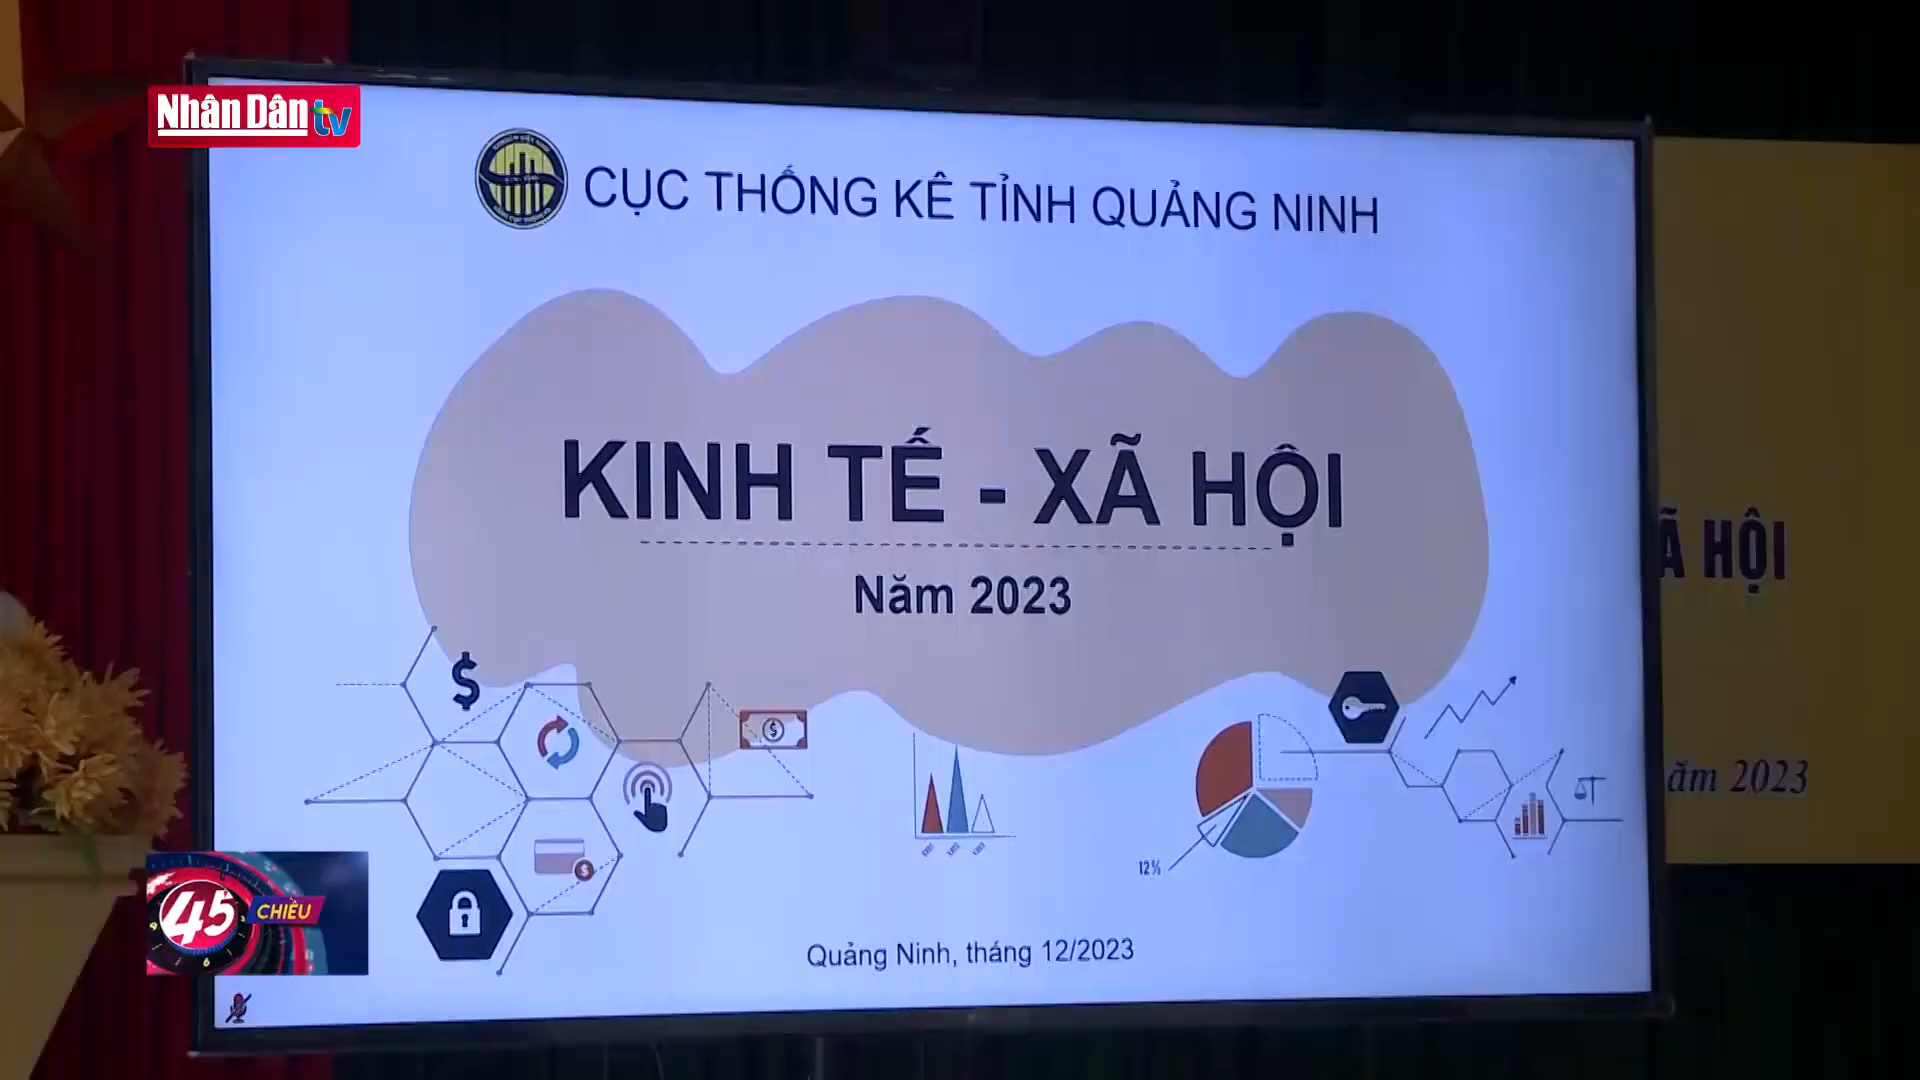 Nhân Dân tv
CỤC THỐNG KÊ TỈNH QUẢNG NINH
KINH TẾ - XÃ HỘI
Năm 2023
Ã HỘI
ăm 2023
12%
45 CHIỀU
Quảng Ninh, tháng 12/2023